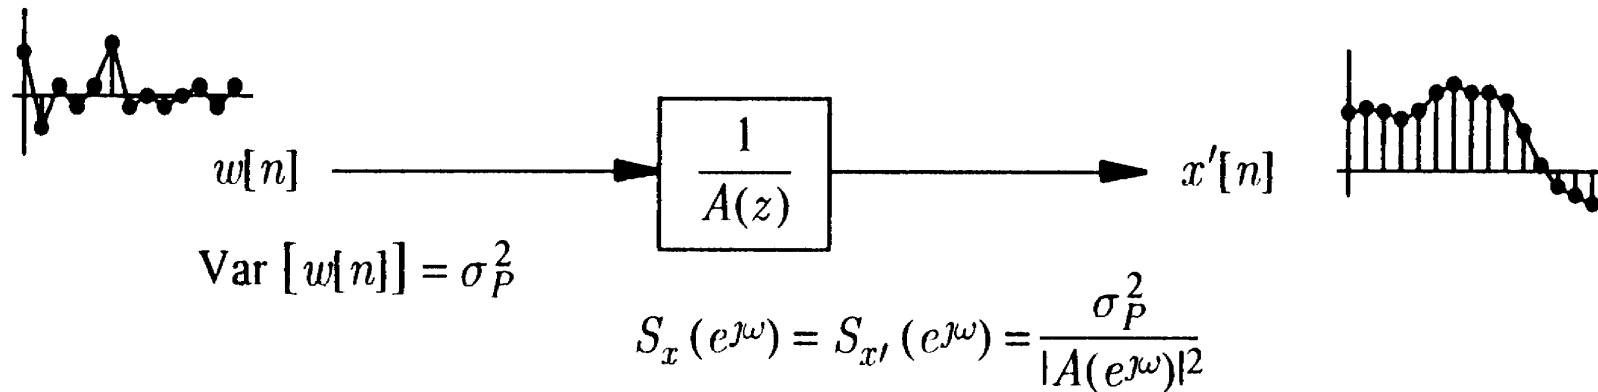 w[n]
1
A(z)
x′[n]
Var [w[n]] = σ_P^2
S_x (e^{jω}) = S_{x′} (e^{jω}) = σ_P^2 / |A(e^{jω})|^2